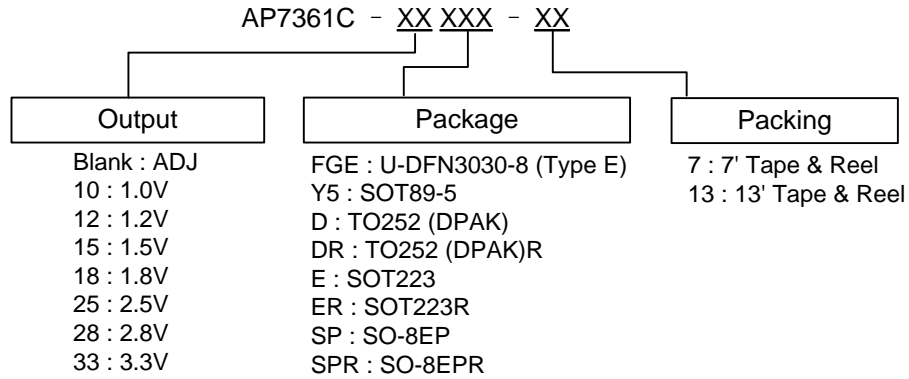 AP7361C – XX XXX – XX
Output
Blank : ADJ
10 : 1.0V
12 : 1.2V
15 : 1.5V
18 : 1.8V
25 : 2.5V
28 : 2.8V
33 : 3.3V
Package
FGE : U-DFN3030-8 (Type E)
Y5 : SOT89-5
D : TO252 (DPAK)
DR : TO252 (DPAK)R
E : SOT223
ER : SOT223R
SP : SO-8EP
SPR : SO-8EPR
Packing
7 : 7' Tape & Reel
13 : 13' Tape & Reel